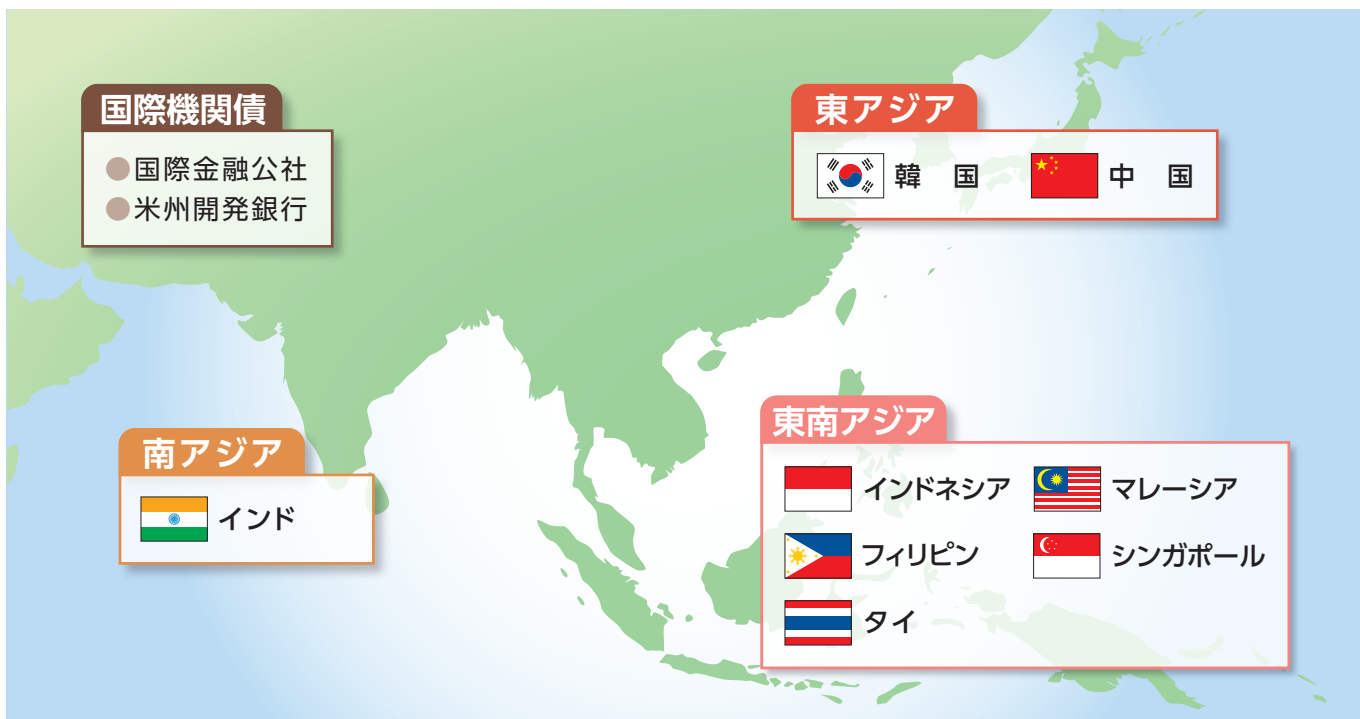 国際機関債
●国際金融公社
●米州開発銀行
東アジア
韓　国
中　国
南アジア
インド
東南アジア
インドネシア
マレーシア
フィリピン
シンガポール
タイ